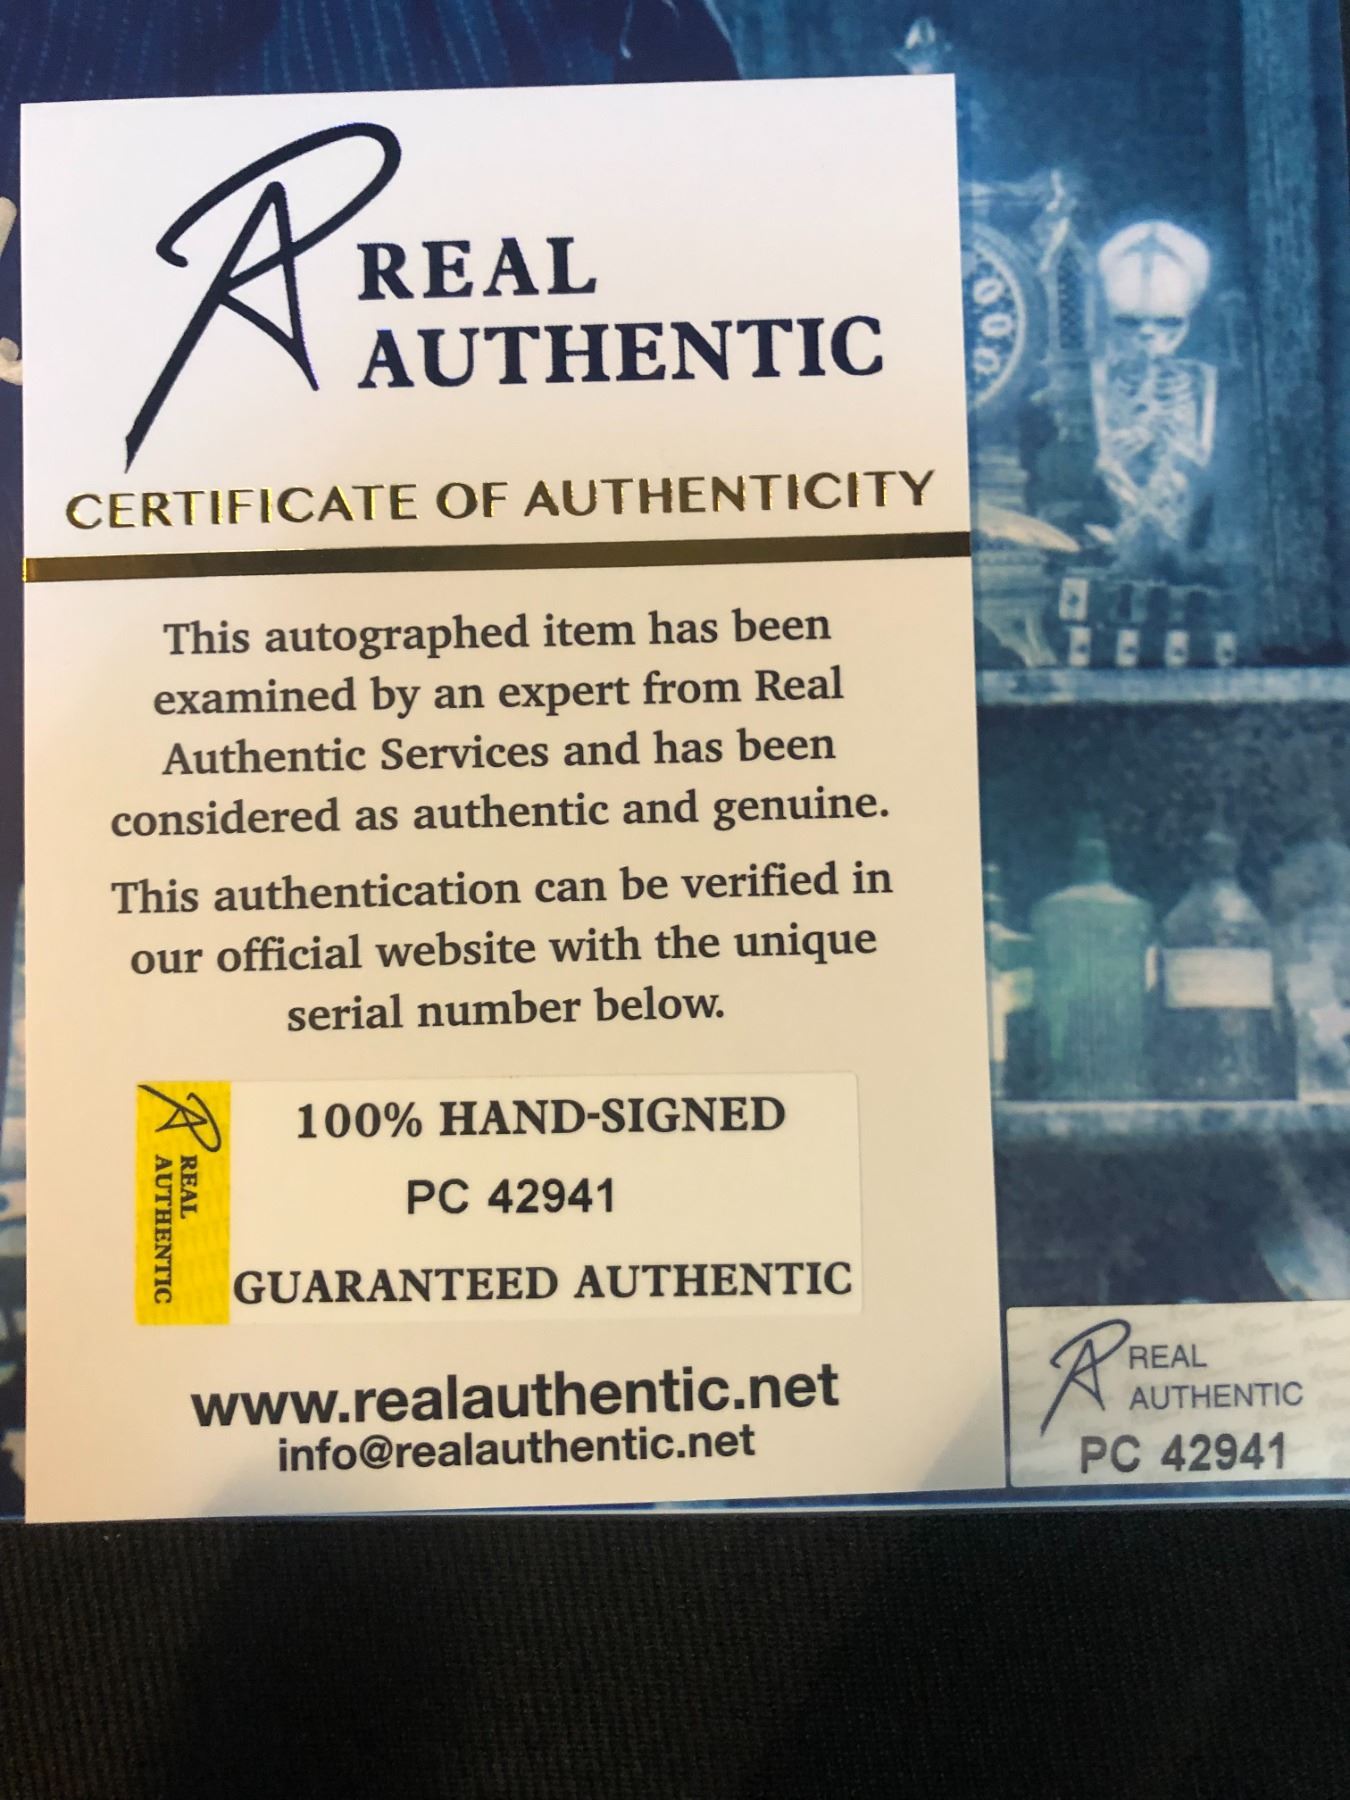 REAL
AUTHENTIC
CERTIFICATE OF AUTHENTICITY
This autographed item has been
examined by an expert from Real
Authentic Services and has been
considered as authentic and genuine.
This authentication can be verified in
our official website with the unique
serial number below.
REAL
AUTHENTIC
100% HAND-SIGNED
PC 42941
GUARANTEED AUTHENTIC
www.realauthentic.net
info@realauthentic.net
REAL
AUTHENTIC
PC 42941